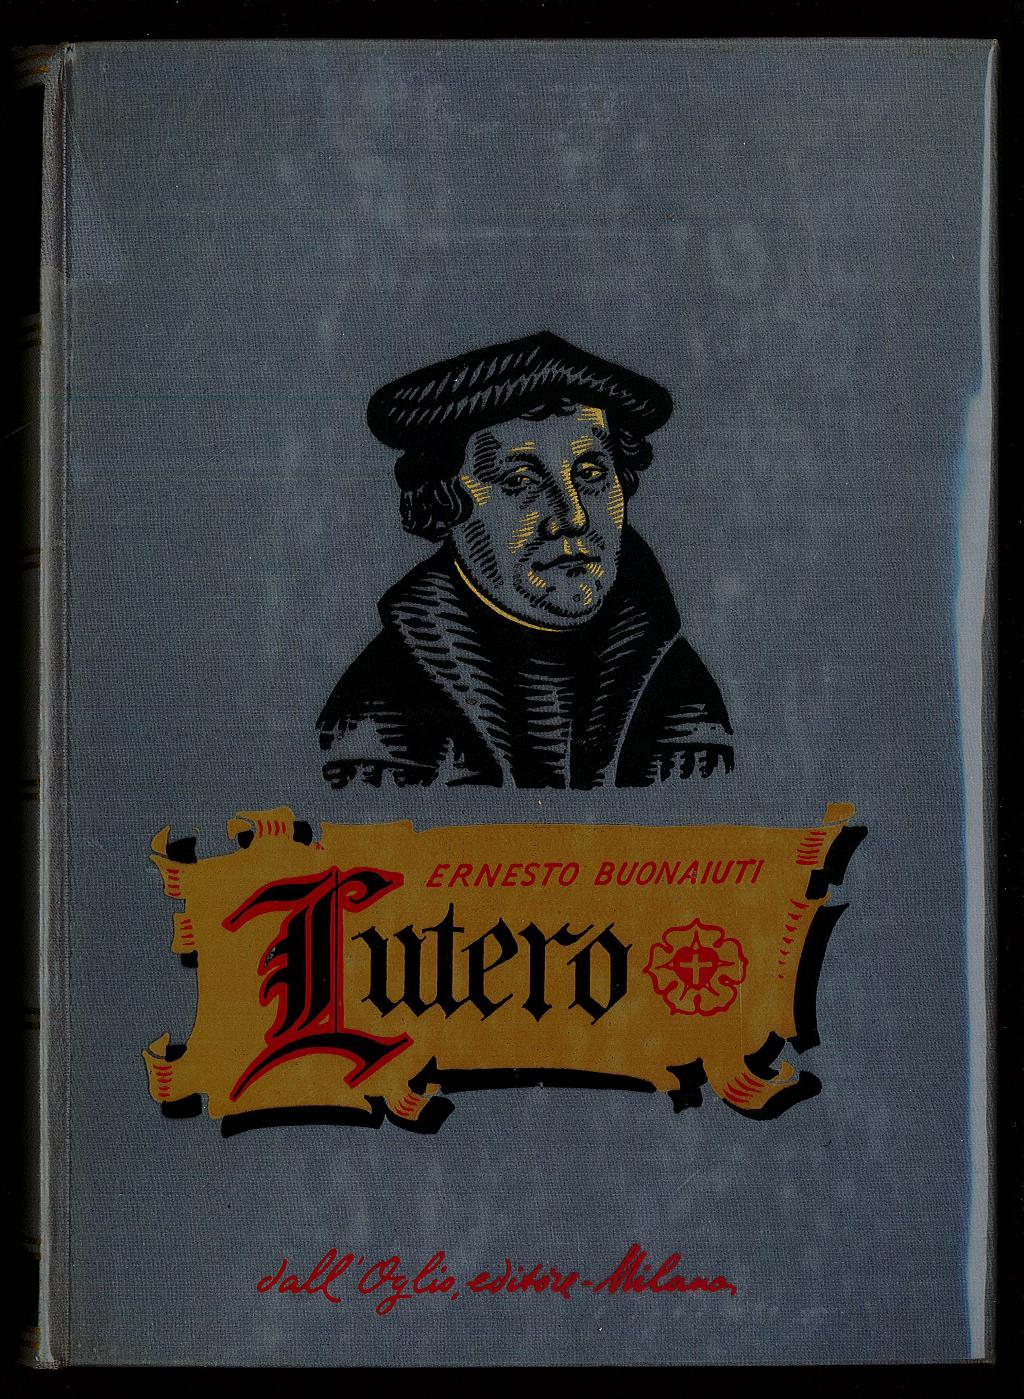 ERNESTO BUONAIUTI
Lutero
dall'Oglio, editore-Milano